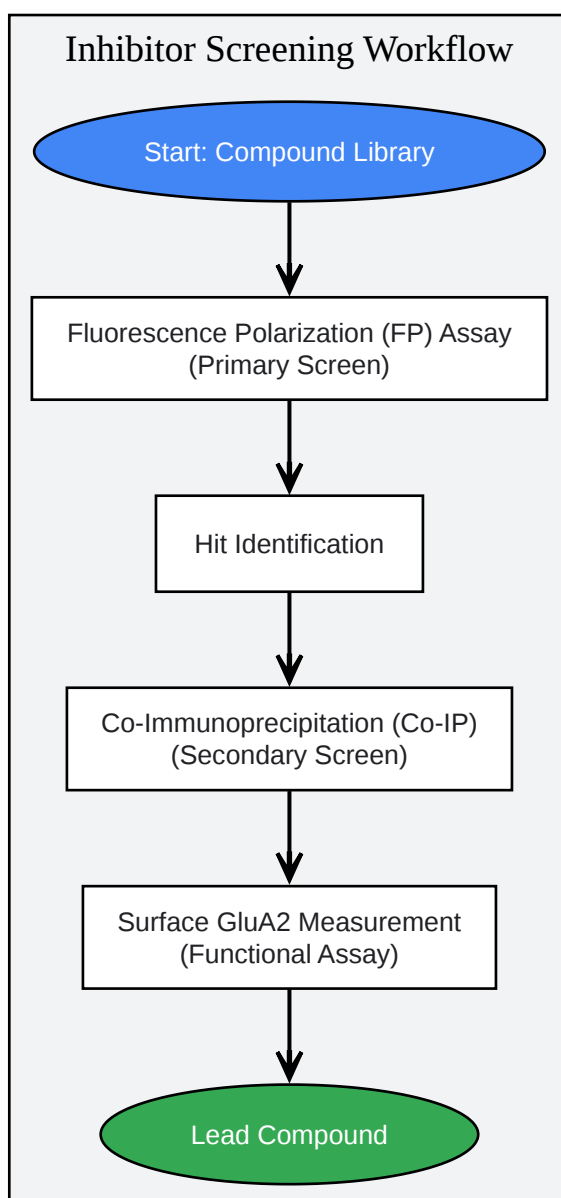 Inhibitor Screening Workflow
Start: Compound Library
Fluorescence Polarization (FP) Assay
(Primary Screen)
Hit Identification
Co-Immunoprecipitation (Co-IP)
(Secondary Screen)
Surface GluA2 Measurement
(Functional Assay)
Lead Compound